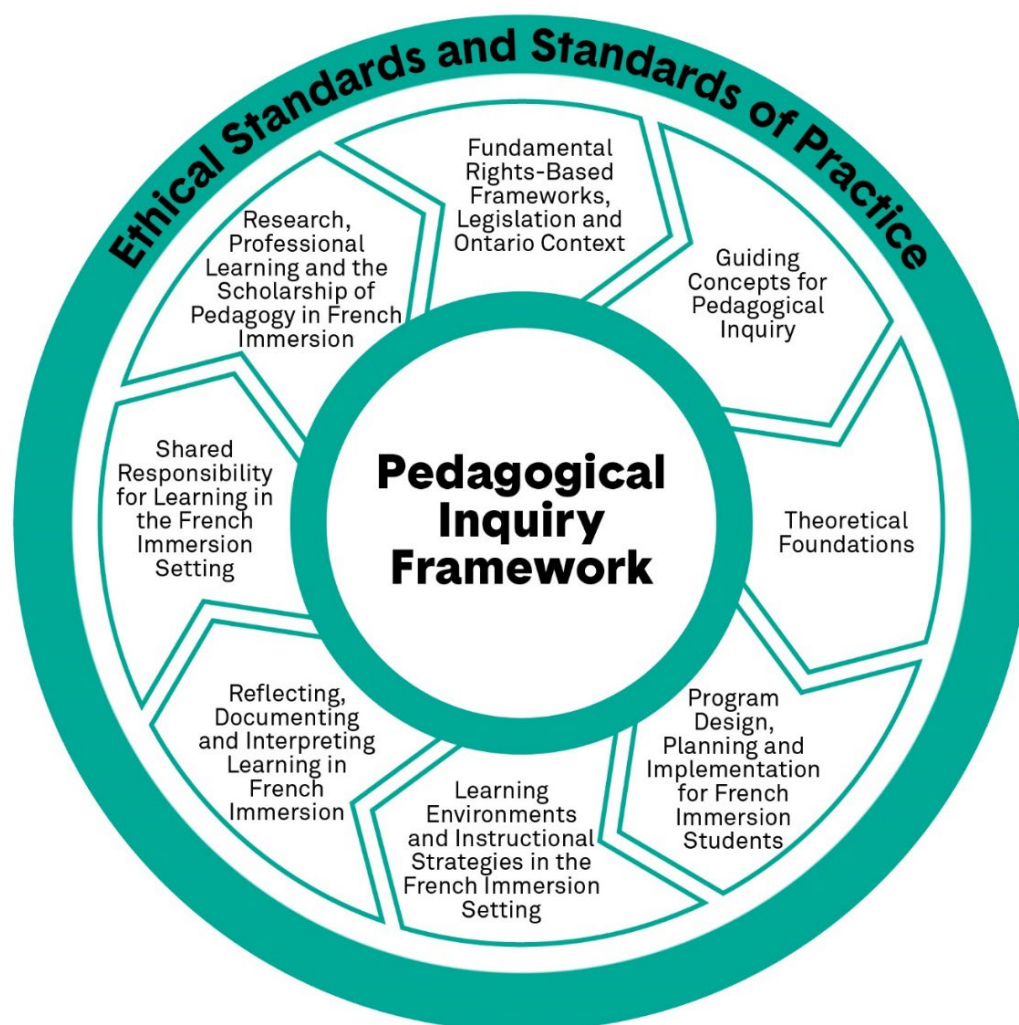 Ethical Standards and Standards of Practice
Fundamental
Rights-Based
Frameworks,
Legislation and
Ontario Context
Guiding
Concepts for
Pedagogical
Inquiry
Theoretical
Foundations
Program
Design,
Planning and
Implementation
for French
Immersion
Students
Learning
Environments
and Instructional
Strategies in the
French Immersion
Setting
Reflecting,
Documenting
and Interpreting
Learning in
French
Immersion
Shared
Responsibility
for Learning in
the French
Immersion
Setting
Research,
Professional
Learning and the
Scholarship of
Pedagogy in French
Immersion
Pedagogical
Inquiry
Framework